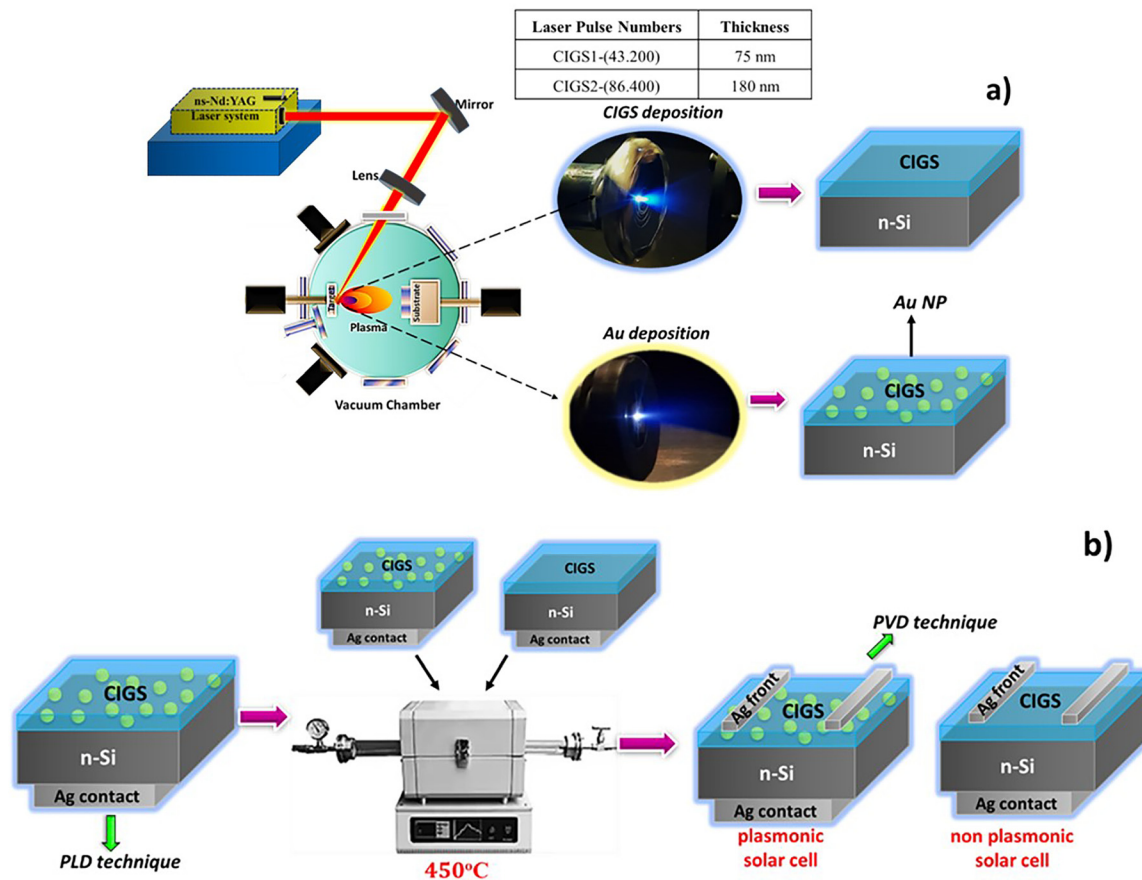 Laser Pulse Numbers Thickness
CIGS1-(43.200) 75 nm
CIGS2-(86.400) 180 nm
a)
ns-Nd:YAG
Laser system
Mirror
CIGS deposition
Lens
CIGS
n-Si
Target
Plasma
Substrate
Vacuum Chamber
Au deposition
Au NP
CIGS
n-Si
b)
CIGS
n-Si
Ag contact
CIGS
n-Si
Ag contact
PVD technique
CIGS
n-Si
Ag contact
PLD technique
450°C
Ag front
CIGS
n-Si
Ag contact
plasmonic
solar cell
Ag front
CIGS
n-Si
Ag contact
non plasmonic
solar cell